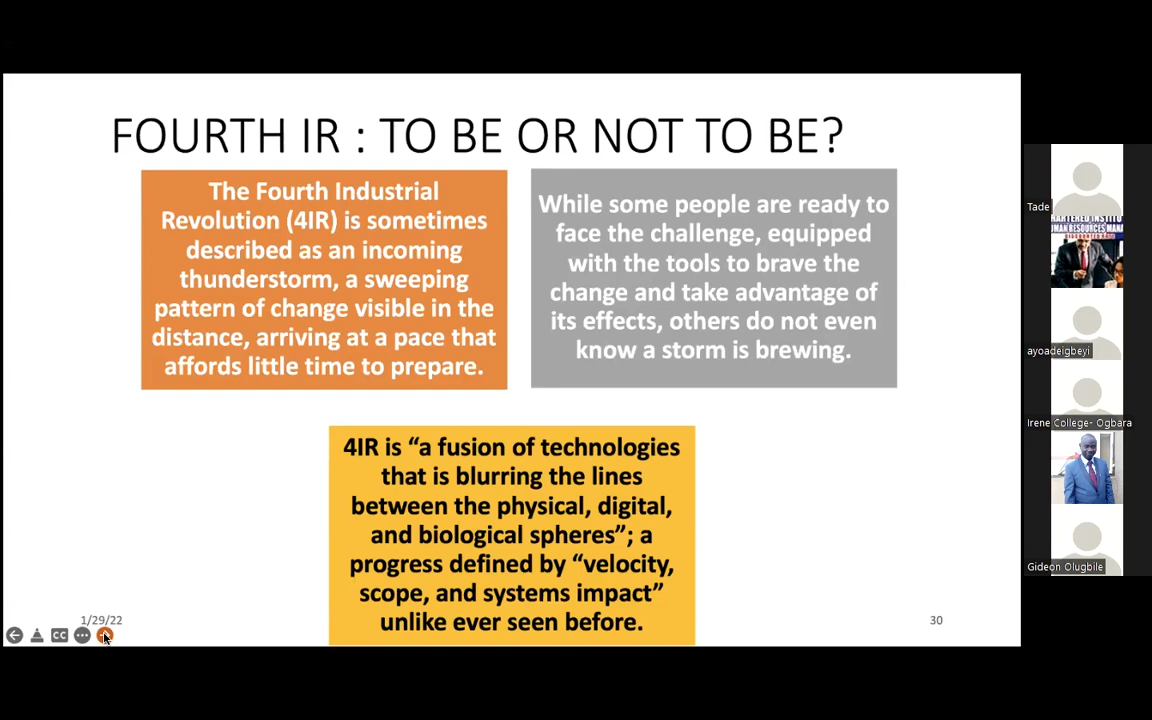 FOURTH IR : TO BE OR NOT TO BE?
The Fourth Industrial
Revolution (4IR) is sometimes
described as an incoming
thunderstorm, a sweeping
pattern of change visible in the
distance, arriving at a pace that
affords little time to prepare.
While some people are ready to
face the challenge, equipped
with the tools to brave the
change and take advantage of
its effects, others do not even
know a storm is brewing.
4IR is “a fusion of technologies
that is blurring the lines
between the physical, digital,
and biological spheres”; a
progress defined by “velocity,
scope, and systems impact”
unlike ever seen before.
1/29/22
30
CC
Tade
ayoadeigbeyi
Irene College- Ogbara
Gideon Olugbile